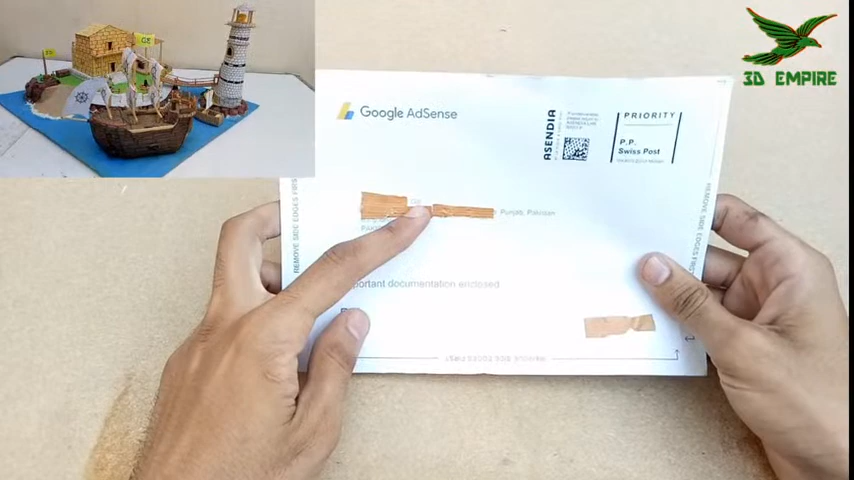 3D EMPIRE
GE
Google AdSense
ASENDIA
PRIORITY
P.P.
Swiss Post
Punjab, Pakistan
portant documentation enclosed
REMOVE SIDE EDGES FIRST
REMOVE SIDE EDGES FIRST
REMOVE SIDE EDGES FIRST